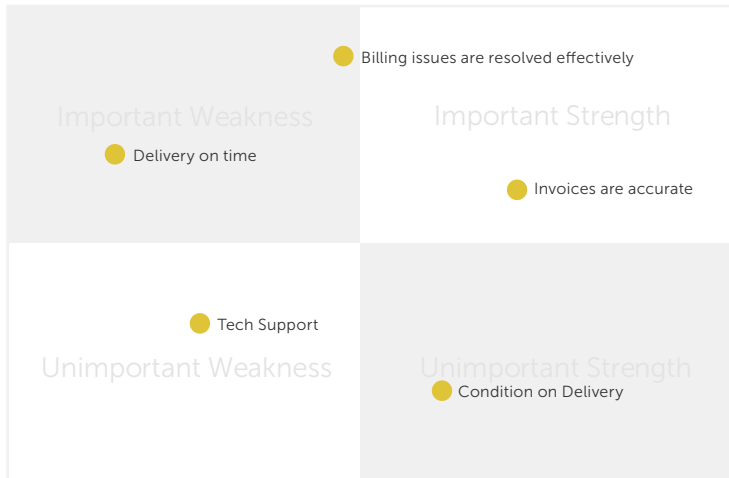 Billing issues are resolved effectively
Important Weakness
Important Strength
Delivery on time
Invoices are accurate
Tech Support
Unimportant Weakness
Unimportant Strength
Condition on Delivery